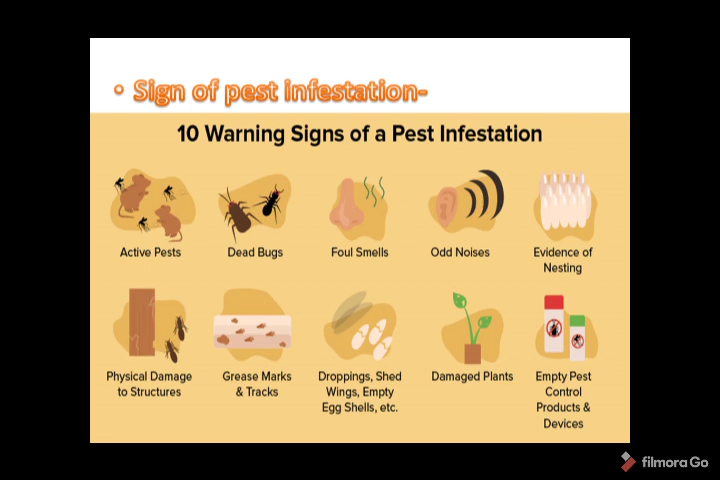 • Sign of pest infestation-
10 Warning Signs of a Pest Infestation
Active Pests
Dead Bugs
Foul Smells
Odd Noises
Evidence of
Nesting
Physical Damage
to Structures
Grease Marks
& Tracks
Droppings, Shed
Wings, Empty
Egg Shells, etc.
Damaged Plants
Empty Pest
Control
Products &
Devices
filmora Go